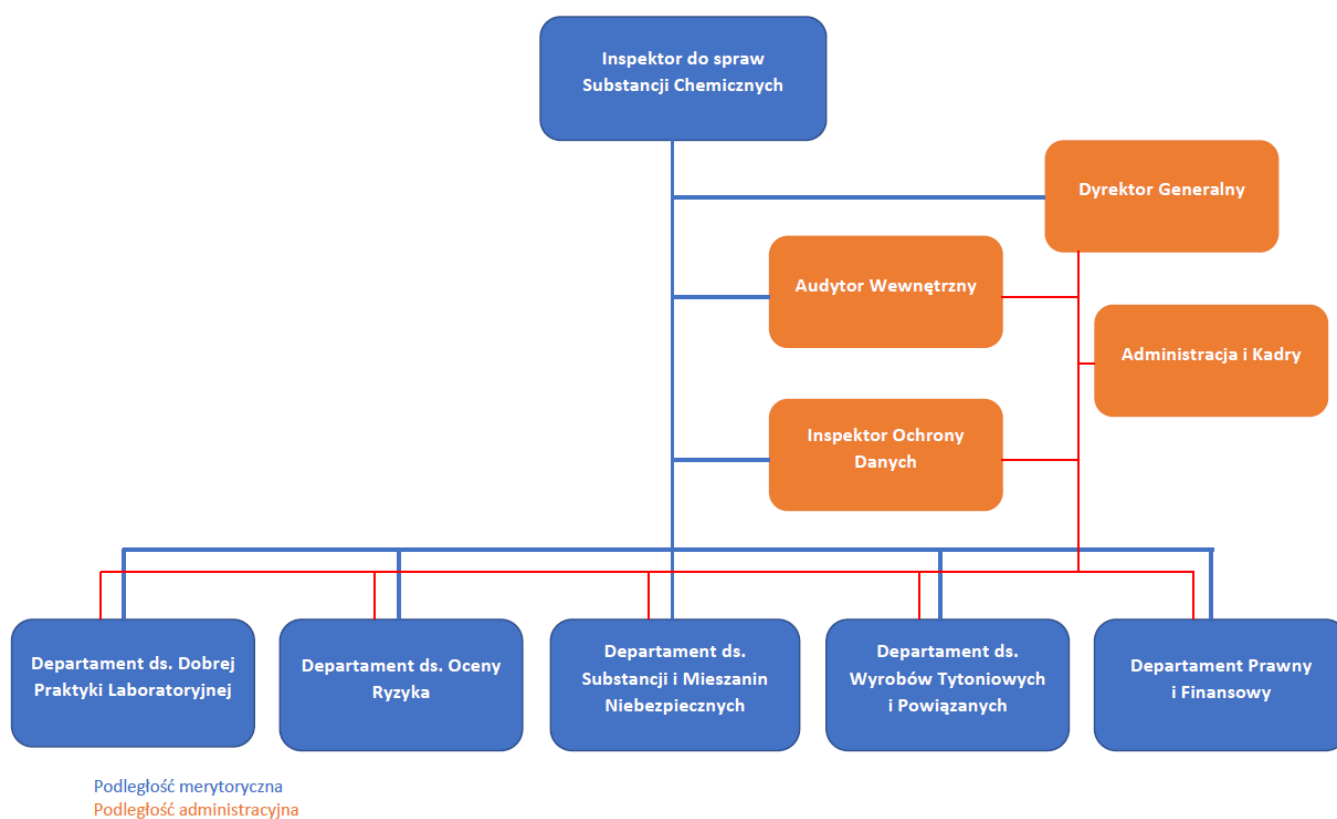 Inspektor do spraw
Substancji Chemicznych
Dyrektor Generalny
Audytor Wewnętrzny
Administracja i Kadry
Inspektor Ochrony
Danych
Departament ds. Dobrej
Praktyki Laboratoryjnej
Departament ds. Oceny
Ryzyka
Departament ds.
Substancji i Mieszanin
Niebezpiecznych
Departament ds.
Wyrobów Tytoniowych
i Powiązanych
Departament Prawny
i Finansowy
Podległość merytoryczna
Podległość administracyjna